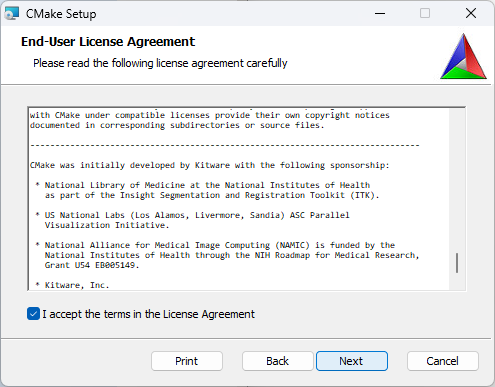 CMake Setup
End-User License Agreement
Please read the following license agreement carefully
with CMake under compatible licenses provide their own copyright notices
documented in corresponding subdirectories or source files.
------------------------------------------------------------------------------
CMake was initially developed by Kitware with the following sponsorship:
* National Library of Medicine at the National Institutes of Health
as part of the Insight Segmentation and Registration Toolkit (ITK).
* US National Labs (Los Alamos, Livermore, Sandia) ASC Parallel
Visualization Initiative.
* National Alliance for Medical Image Computing (NAMIC) is funded by the
National Institutes of Health through the NIH Roadmap for Medical Research,
Grant U54 EB005149.
* Kitware, Inc.
I accept the terms in the License Agreement
Print
Back
Next
Cancel